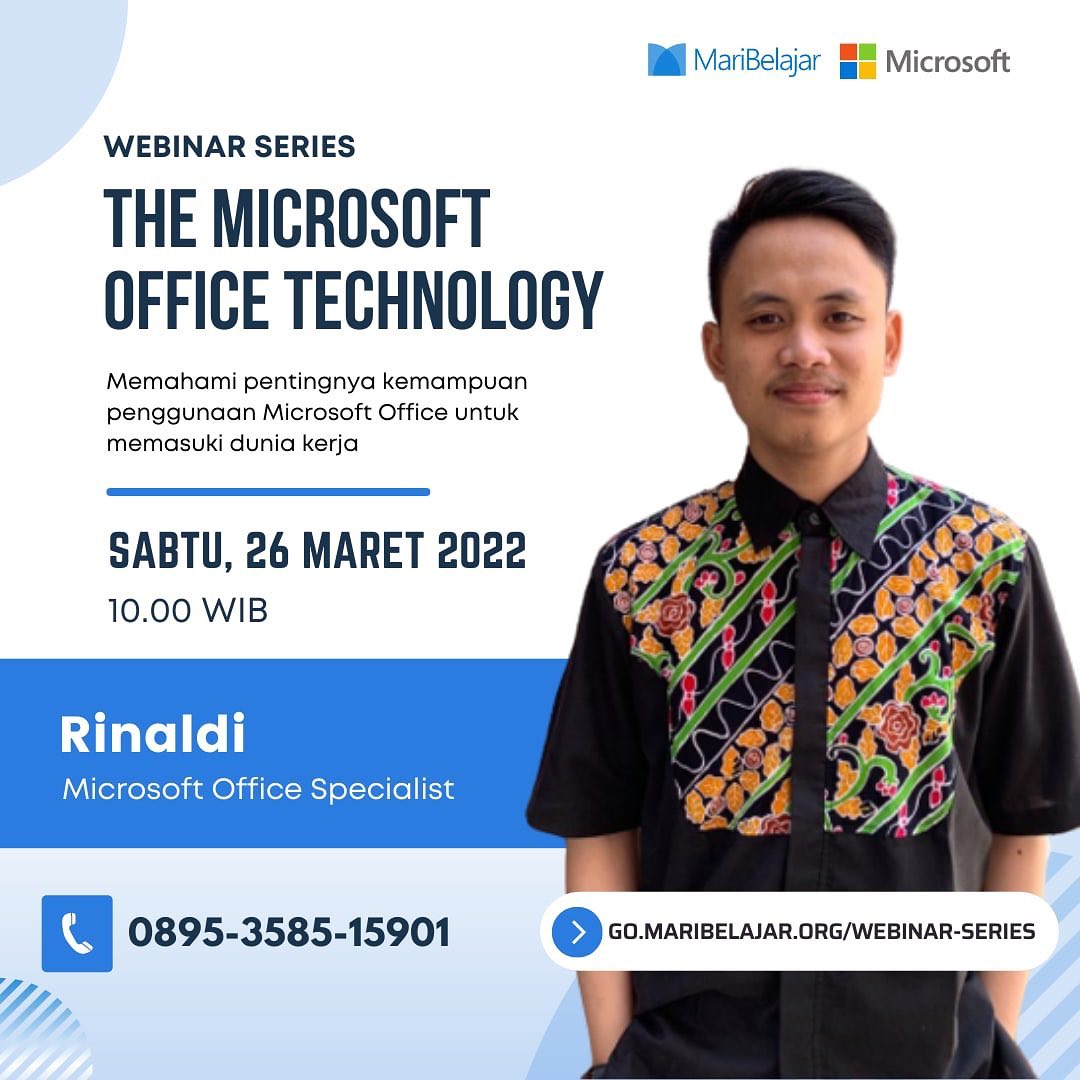 MariBelajar Microsoft
WEBINAR SERIES
THE MICROSOFT
OFFICE TECHNOLOGY
Memahami pentingnya kemampuan
penggunaan Microsoft Office untuk
memasuki dunia kerja
SABTU, 26 MARET 2022
10.00 WIB
Rinaldi
Microsoft Office Specialist
0895-3585-15901
GO.MARIBELAJAR.ORG/WEBINAR-SERIES